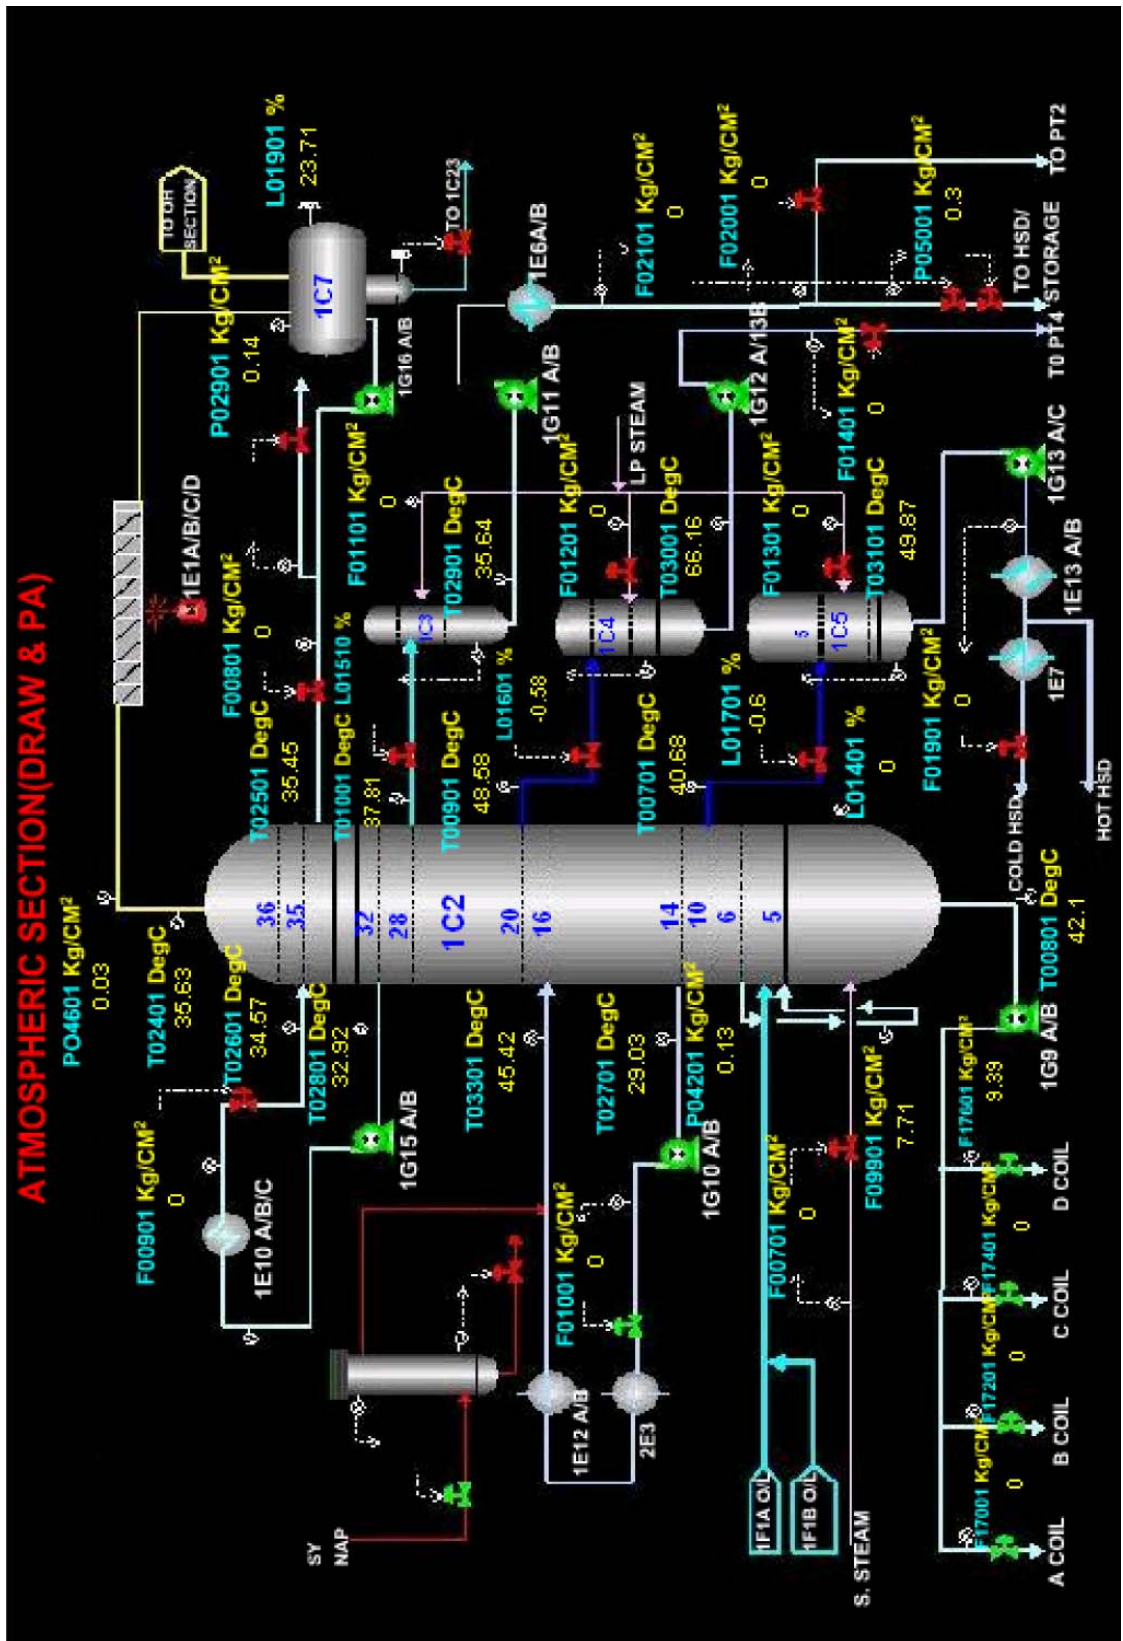 ATMOSPHERIC SECTION(DRAW & PA)
PO4601 Kg/CM²
0.03
T02401 DegC
35.63
T02601 DegC
34.57
T02801 DegC
32.92
F00901 Kg/CM²
0
1E10 A/B/C
1G15 A/B
T03301 DegC
45.42
T02701 DegC
29.03
P04201 Kg/CM²
0.13
1G10 A/B
F01001 Kg/CM²
0
1E12 A/B
2E3
SY
NAP
1F1A O/L
1F1B O/L
S. STEAM
F00701 Kg/CM²
0
F09901 Kg/CM²
7.71
1G9 A/B
T00801 DegC
42.1
F17001 Kg/CM²
0
A COIL
F17201 Kg/CM²
0
B COIL
F17401 Kg/CM²
0
C COIL
F17601 Kg/CM²
9.39
D COIL
36
35
32
28
1C2
20
16
14
10
6
5
1E1A/B/C/D
T02501 DegC
35.45
F00801 Kg/CM²
0
T01001 DegC
37.81
L01510 %
T00901 DegC
48.58
L01601 %
-0.58
T00701 DegC
40.68
L01701 %
-0.6
L01401 %
0
P02901 Kg/CM²
0.14
TO OH
SECTION
L01901 %
23.71
1C7
1G16 A/B
TO 1C23
F01101 Kg/CM²
0
1C3
T02901 DegC
35.64
1G11 A/B
1E6A/B
F01201 Kg/CM²
0
1C4
T03001 DegC
66.16
LP STEAM
1G12 A/13B
F02101 Kg/CM²
0
F02001 Kg/CM²
0
P05001 Kg/CM²
0.3
F01301 Kg/CM²
0
5
1C5
T03101 DegC
49.87
F01401 Kg/CM²
0
TO HSD/
STORAGE
TO PT2
T0 PT4
1G13 A/C
1E13 A/B
1E7
F01901 Kg/CM²
0
COLD HSD
HOT HSD